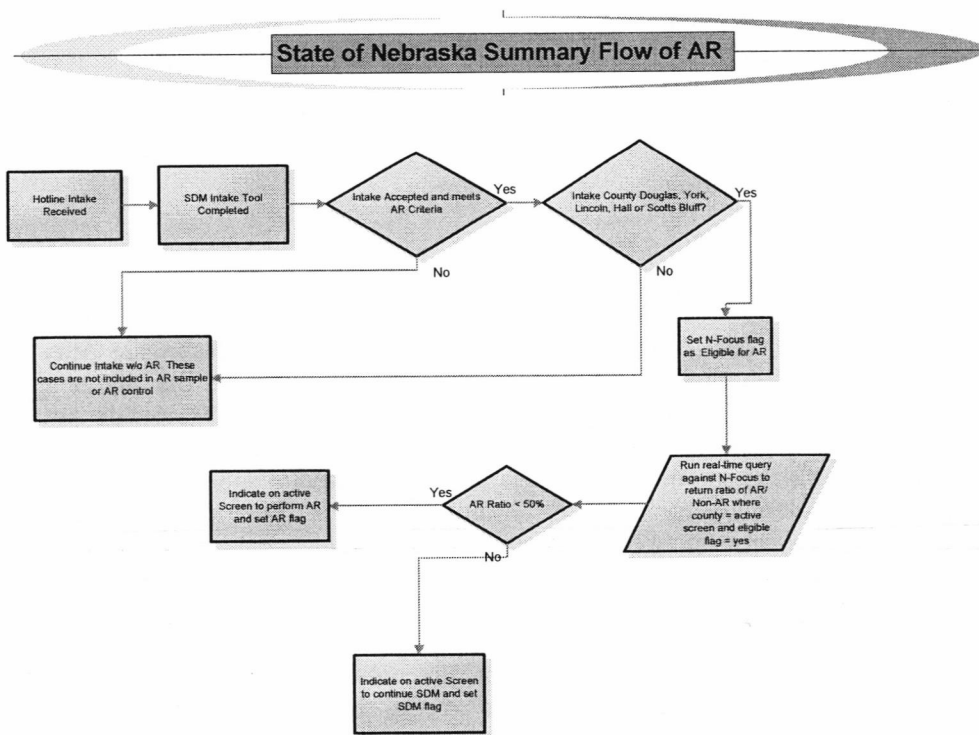 State of Nebraska Summary Flow of AR
Hotline Intake
Received
SDM Intake Tool
Completed
Intake Accepted and meets
AR Criteria
Yes
Intake County Douglas, York,
Lincoln, Hall or Scotts Bluff?
Yes
No
No
Continue Intake w/o AR. These
cases are not included in AR sample
or AR control
Set N-Focus flag
as Eligible for AR
Run real-time query
against N-Focus to
return ratio of AR/
Non-AR where
county = active
screen and eligible
flag = yes
AR Ratio < 50%
Yes
Indicate on active
Screen to perform AR
and set AR flag
No
Indicate on active Screen
to continue SDM and set
SDM flag